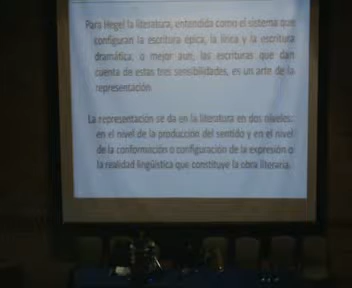 Para Hegel la literatura, entendida como el sistema que
configuran la escritura épica, la lírica y la escritura
dramática, o mejor aun, las escrituras que dan
cuenta de estas tres sensibilidades, es un arte de la
representación.
La representación se da en la literatura en dos niveles:
en el nivel de la producción del sentido y en el nivel
de la conformación o configuración de la expresión o
la realidad lingüística que constituye la obra literaria.